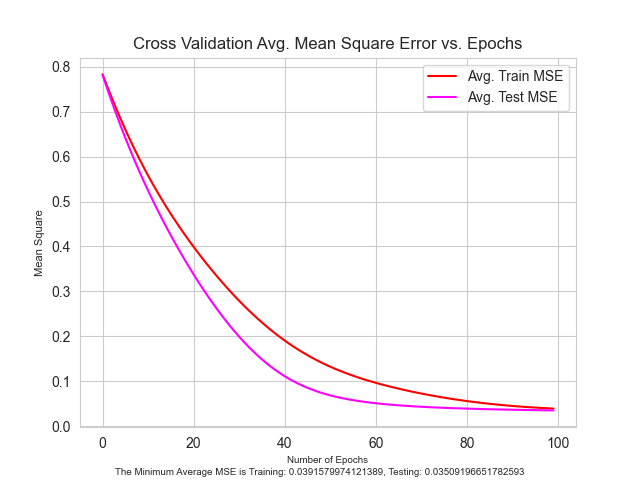 Cross Validation Avg. Mean Square Error vs. Epochs
Avg. Train MSE
Avg. Test MSE
0.8
0.7
0.6
0.5
0.4
0.3
0.2
0.1
0.0
Mean Square
0 20 40 60 80 100
Number of Epochs
The Minimum Average MSE is Training: 0.0391579974121389, Testing: 0.03509196651782593